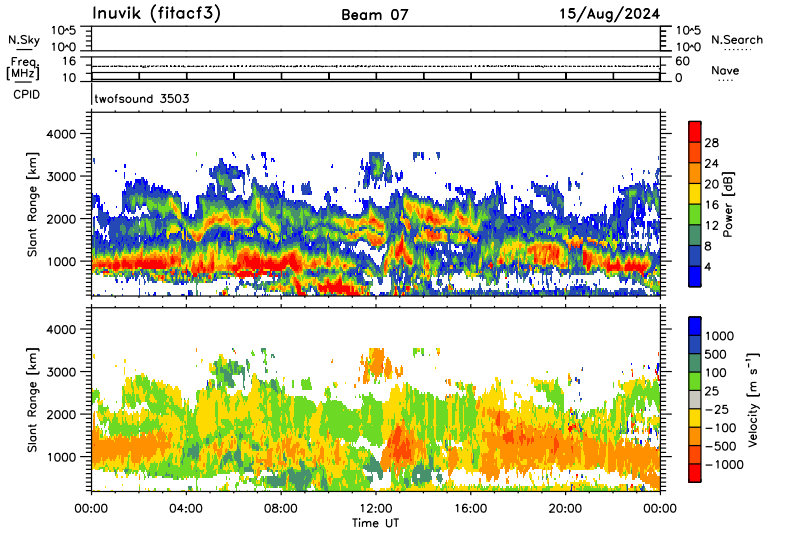 Inuvik (fitacf3) Beam 07 15/Aug/2024
10^5 10^5
N.Sky N.Search
10^0 10^0
Freq. 16 60
[MHz] Nave
10 0
CPID twofsound 3503
4000
3000
2000
1000
Slant Range [km]
28
24
20
16
12
8
4
Power [dB]
4000
3000
2000
1000
Slant Range [km]
1000
500
100
25
−25
−100
−500
−1000
Velocity [m s⁻¹]
00:00 04:00 08:00 12:00 16:00 20:00 00:00
Time UT